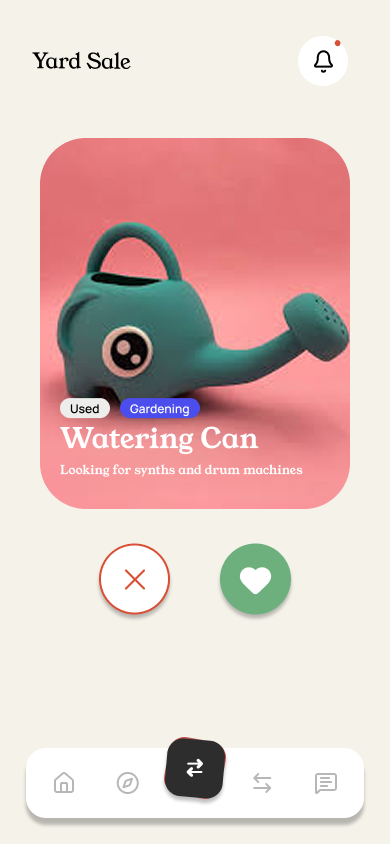 Yard Sale
Used
Gardening
Watering Can
Looking for synths and drum machines